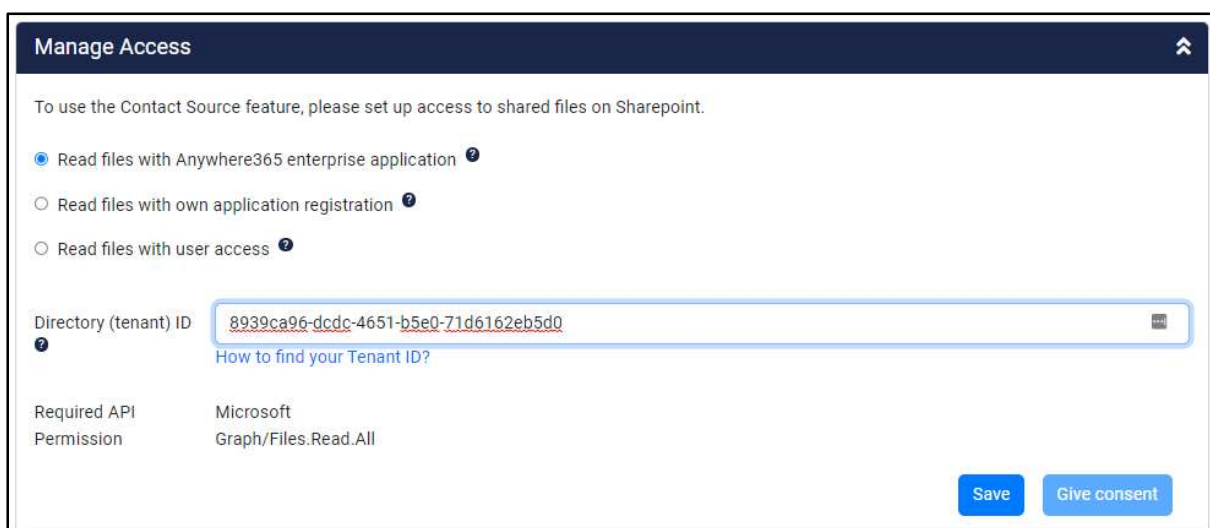 Manage Access
To use the Contact Source feature, please set up access to shared files on Sharepoint.
Read files with Anywhere365 enterprise application ?
Read files with own application registration ?
Read files with user access ?
Directory (tenant) ID 8939ca96-dcdc-4651-b5e0-71d6162eb5d0
?
How to find your Tenant ID?
Required API Microsoft
Permission Graph/Files.Read.All
Save Give consent